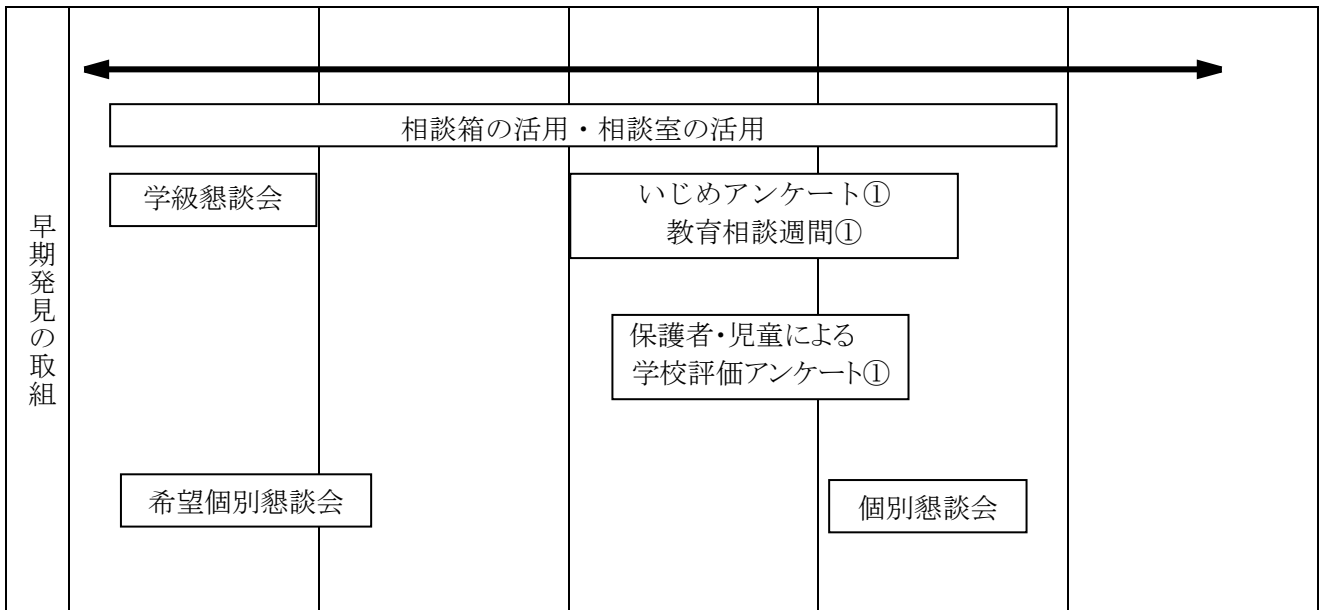 早期発見の取組
相談箱の活用・相談室の活用
学級懇談会
いじめアンケート①
教育相談週間①
保護者・児童による
学校評価アンケート①
希望個別懇談会
個別懇談会